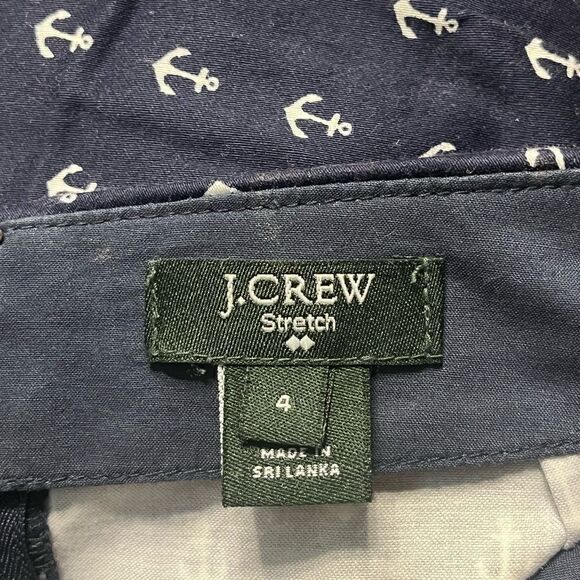 J.CREW
Stretch
4
MADE IN
SRI LANKA